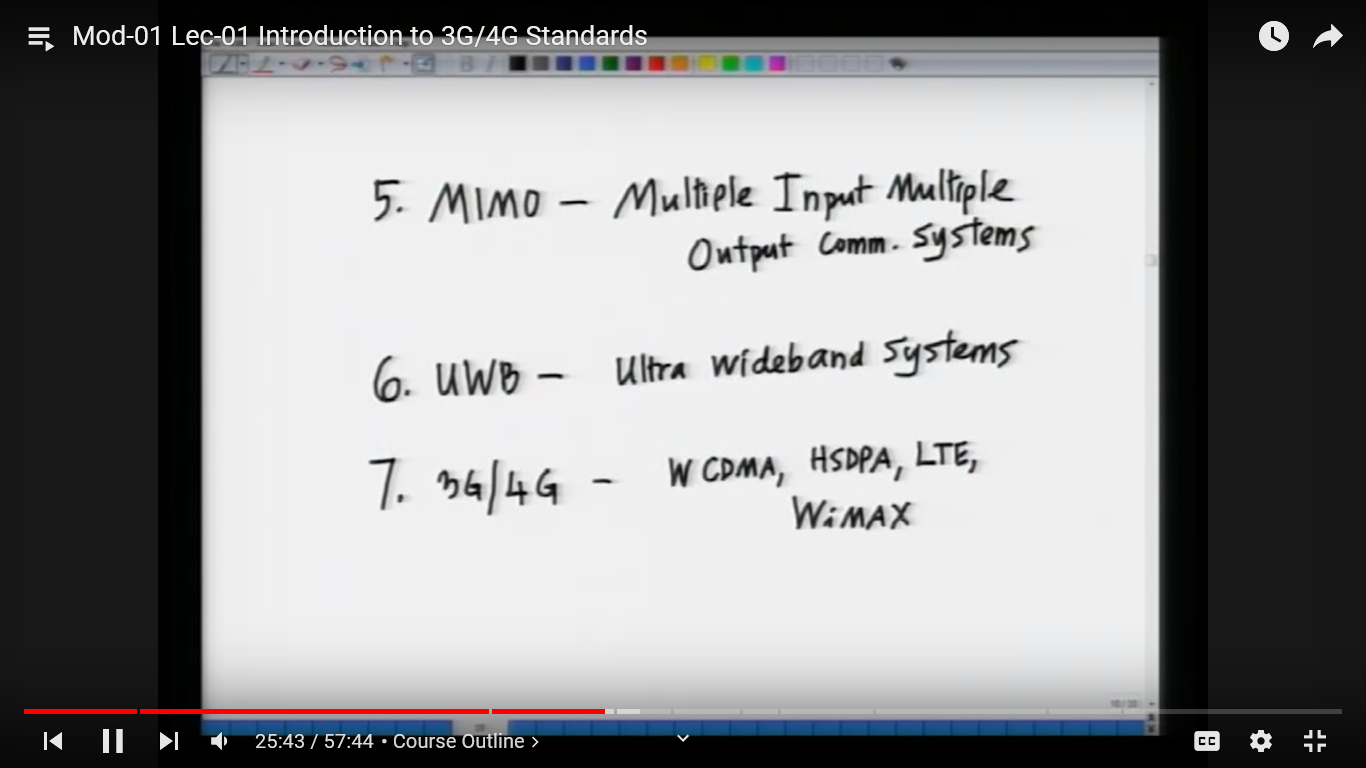 Mod-01 Lec-01 Introduction to 3G/4G Standards
5. MIMO – Multiple Input Multiple
Output Comm. Systems
6. UWB – Ultra Wideband Systems
7. 3G/4G – WCDMA, HSDPA, LTE,
WiMAX
25:43 / 57:44 • Course Outline ›
CC